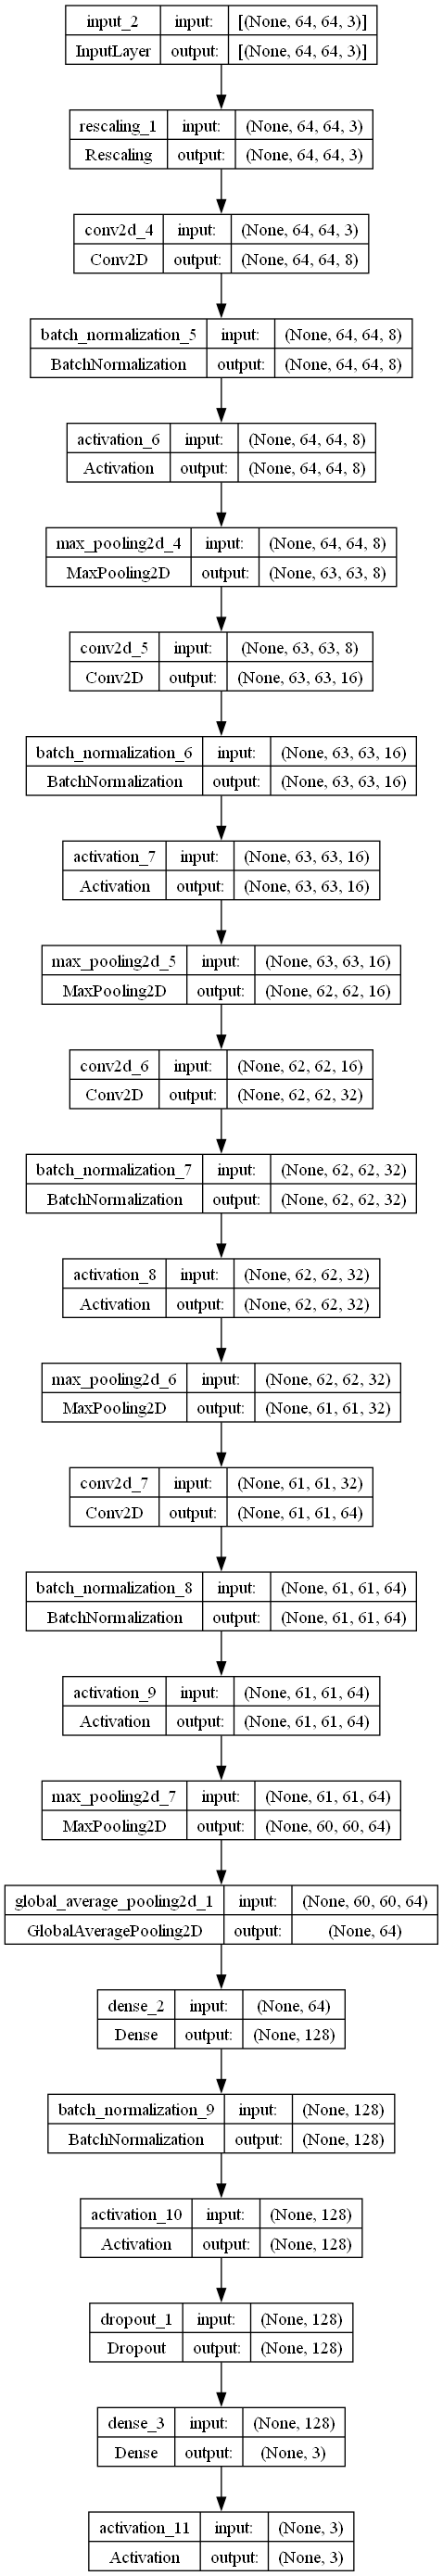 input_2 input: [(None, 64, 64, 3)]
InputLayer output: [(None, 64, 64, 3)]
rescaling_1 input: (None, 64, 64, 3)
Rescaling output: (None, 64, 64, 3)
conv2d_4 input: (None, 64, 64, 3)
Conv2D output: (None, 64, 64, 8)
batch_normalization_5 input: (None, 64, 64, 8)
BatchNormalization output: (None, 64, 64, 8)
activation_6 input: (None, 64, 64, 8)
Activation output: (None, 64, 64, 8)
max_pooling2d_4 input: (None, 64, 64, 8)
MaxPooling2D output: (None, 63, 63, 8)
conv2d_5 input: (None, 63, 63, 8)
Conv2D output: (None, 63, 63, 16)
batch_normalization_6 input: (None, 63, 63, 16)
BatchNormalization output: (None, 63, 63, 16)
activation_7 input: (None, 63, 63, 16)
Activation output: (None, 63, 63, 16)
max_pooling2d_5 input: (None, 63, 63, 16)
MaxPooling2D output: (None, 62, 62, 16)
conv2d_6 input: (None, 62, 62, 16)
Conv2D output: (None, 62, 62, 32)
batch_normalization_7 input: (None, 62, 62, 32)
BatchNormalization output: (None, 62, 62, 32)
activation_8 input: (None, 62, 62, 32)
Activation output: (None, 62, 62, 32)
max_pooling2d_6 input: (None, 62, 62, 32)
MaxPooling2D output: (None, 61, 61, 32)
conv2d_7 input: (None, 61, 61, 32)
Conv2D output: (None, 61, 61, 64)
batch_normalization_8 input: (None, 61, 61, 64)
BatchNormalization output: (None, 61, 61, 64)
activation_9 input: (None, 61, 61, 64)
Activation output: (None, 61, 61, 64)
max_pooling2d_7 input: (None, 61, 61, 64)
MaxPooling2D output: (None, 60, 60, 64)
global_average_pooling2d_1 input: (None, 60, 60, 64)
GlobalAveragePooling2D output: (None, 64)
dense_2 input: (None, 64)
Dense output: (None, 128)
batch_normalization_9 input: (None, 128)
BatchNormalization output: (None, 128)
activation_10 input: (None, 128)
Activation output: (None, 128)
dropout_1 input: (None, 128)
Dropout output: (None, 128)
dense_3 input: (None, 128)
Dense output: (None, 3)
activation_11 input: (None, 3)
Activation output: (None, 3)